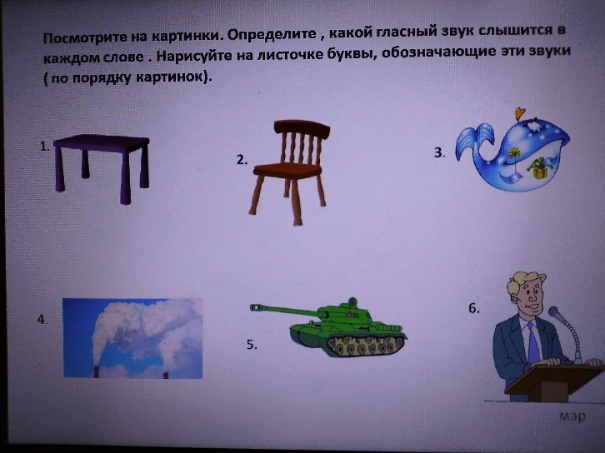 Посмотрите на картинки. Определите , какой гласный звук слышится в
каждом слове . Нарисуйте на листочке буквы, обозначающие эти звуки
( по порядку картинок).
1.
2.
3.
4.
5.
6.
мэр